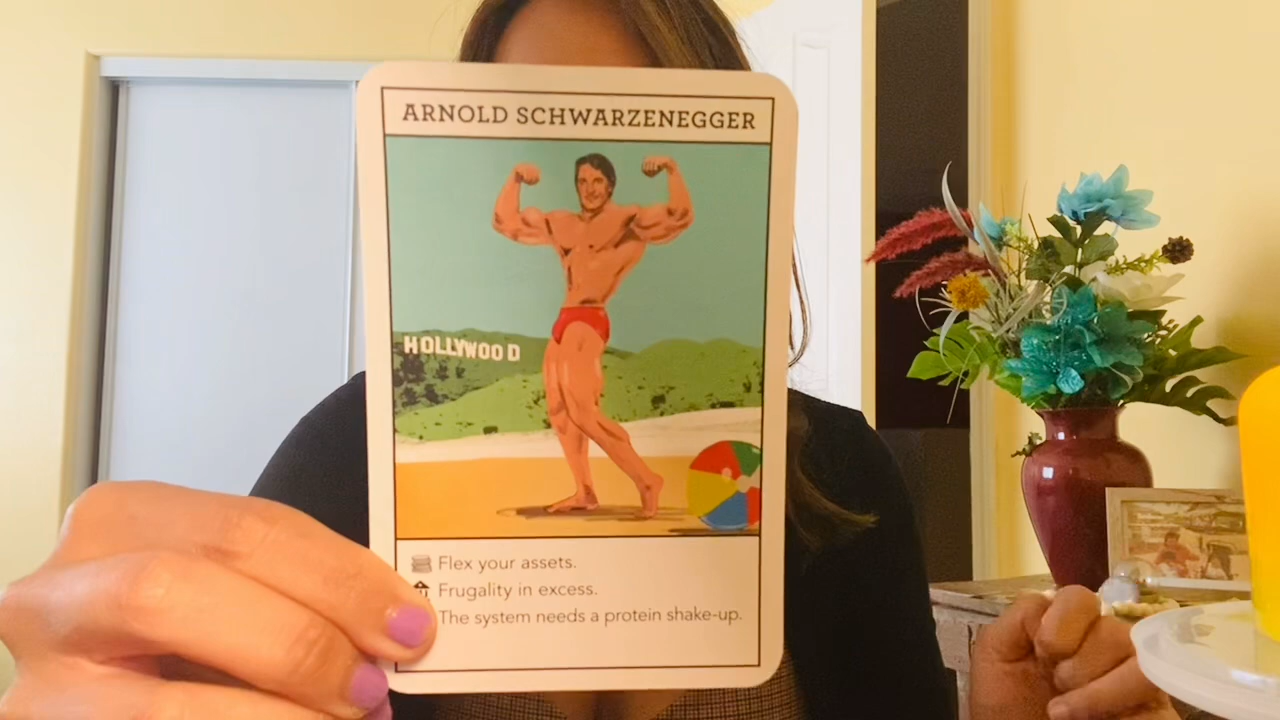 ARNOLD SCHWARZENEGGER
HOLLYWOOD
Flex your assets.
Frugality in excess.
The system needs a protein shake-up.